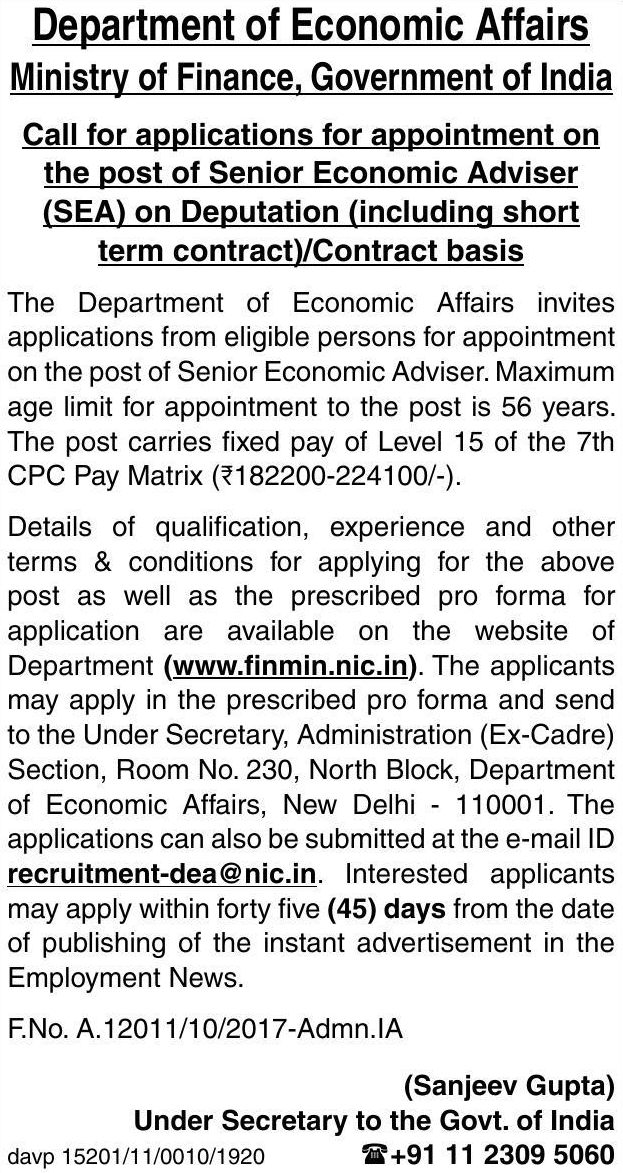 Department of Economic Affairs
Ministry of Finance, Government of India
Call for applications for appointment on
the post of Senior Economic Adviser
(SEA) on Deputation (including short
term contract)/Contract basis
The Department of Economic Affairs invites
applications from eligible persons for appointment
on the post of Senior Economic Adviser. Maximum
age limit for appointment to the post is 56 years.
The post carries fixed pay of Level 15 of the 7th
CPC Pay Matrix (₹182200-224100/-).
Details of qualification, experience and other
terms & conditions for applying for the above
post as well as the prescribed pro forma for
application are available on the website of
Department (www.finmin.nic.in). The applicants
may apply in the prescribed pro forma and send
to the Under Secretary, Administration (Ex-Cadre)
Section, Room No. 230, North Block, Department
of Economic Affairs, New Delhi - 110001. The
applications can also be submitted at the e-mail ID
recruitment-dea@nic.in. Interested applicants
may apply within forty five (45) days from the date
of publishing of the instant advertisement in the
Employment News.
F.No. A.12011/10/2017-Admn.IA
(Sanjeev Gupta)
Under Secretary to the Govt. of India
davp 15201/11/0010/1920 ☎+91 11 2309 5060